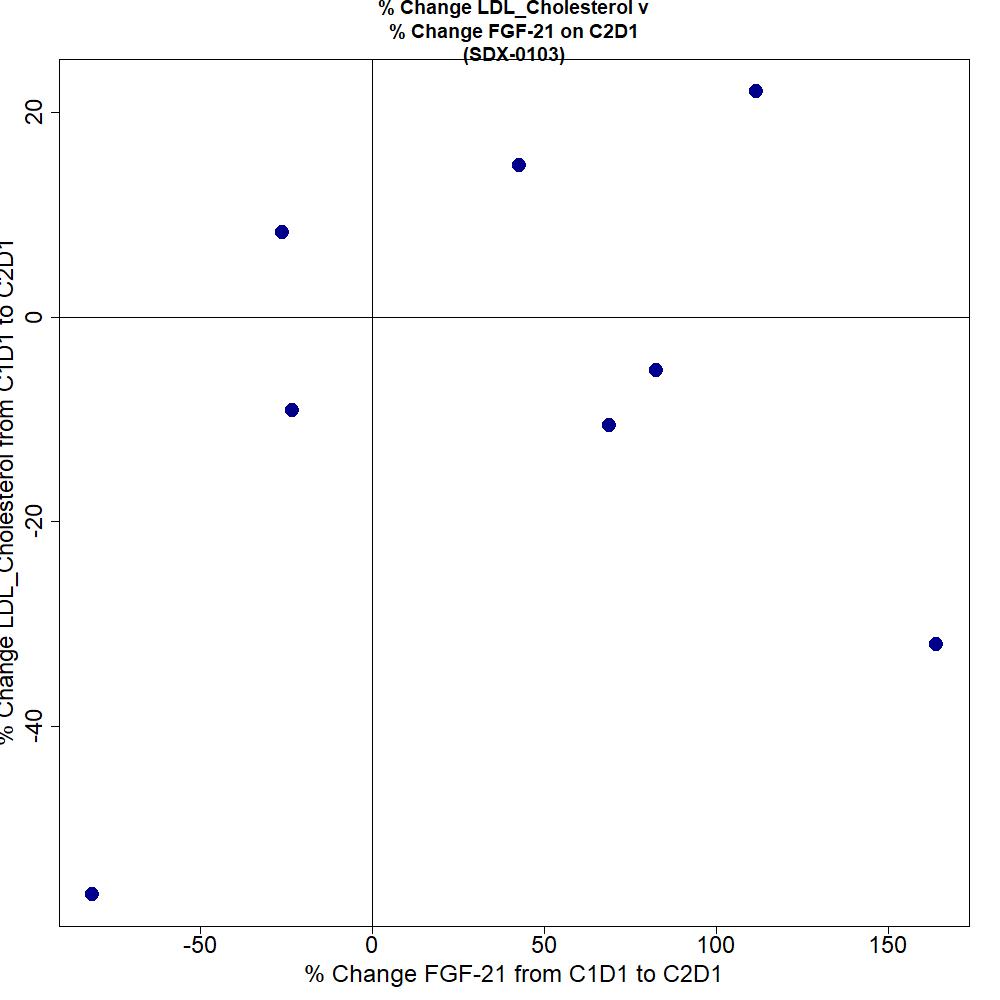 % Change LDL_Cholesterol v
% Change FGF-21 on C2D1
(SDX-0103)
20
0
-20
-40
% Change LDL_Cholesterol from C1D1 to C2D1
-50
0
50
100
150
% Change FGF-21 from C1D1 to C2D1